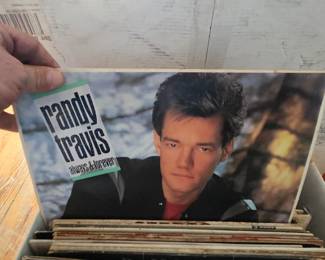 randy
travis
always & forever